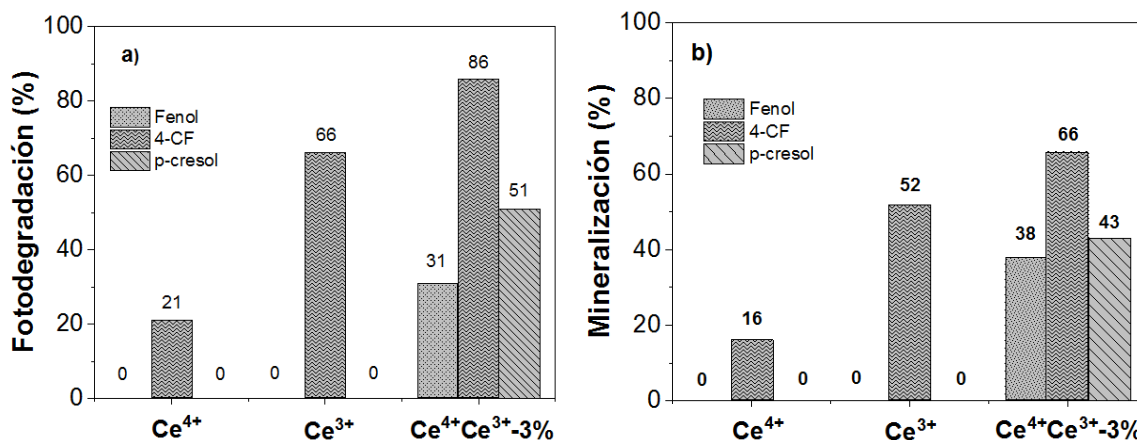 a)
Fotodegradación (%)
100
80
60
40
20
0
Fenol
4-CF
p-cresol
0
21
0
0
66
0
31
86
51
Ce⁴⁺
Ce³⁺
Ce⁴⁺Ce³⁺-3%
b)
Mineralización (%)
100
80
60
40
20
0
Fenol
4-CF
p-cresol
0
16
0
0
52
0
38
66
43
Ce⁴⁺
Ce³⁺
Ce⁴⁺Ce³⁺-3%